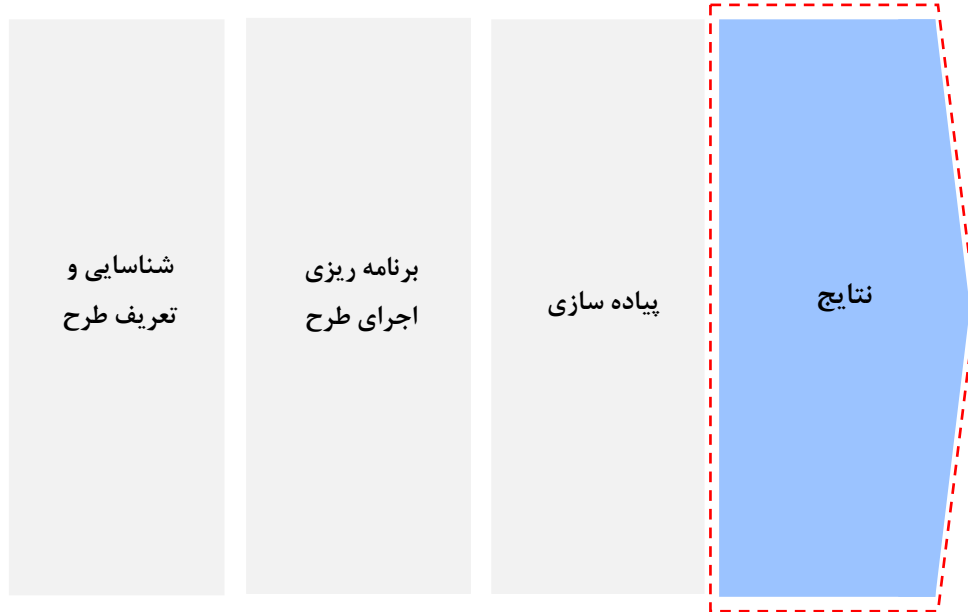 شناسایی و
تعریف طرح
برنامه ریزی
اجرای طرح
پیاده سازی
نتایج